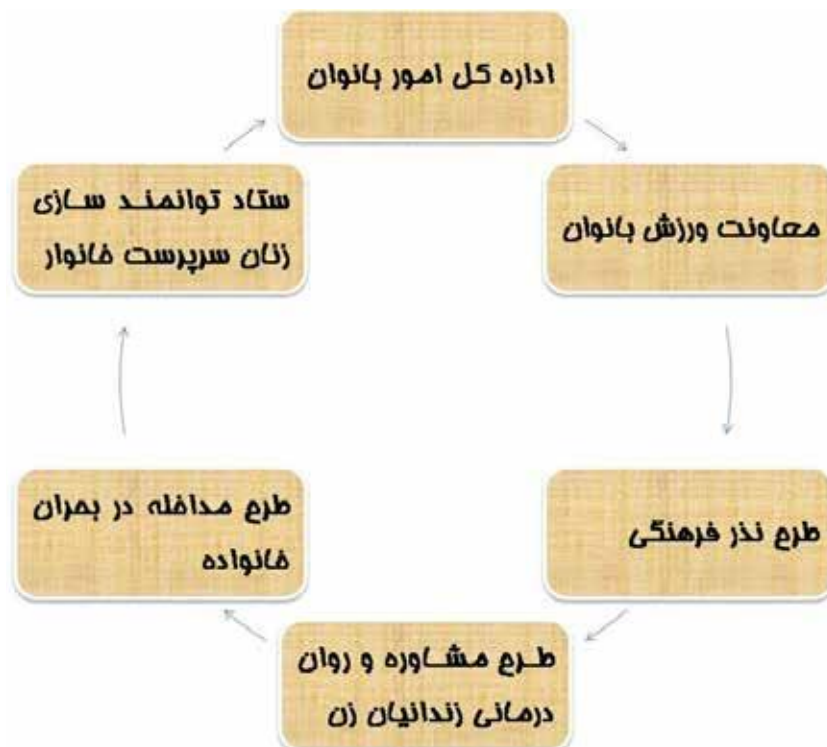 اداره کل امور بانوان
معاونت ورزش بانوان
طرح نذر فرهنگی
طرح مشاوره و روان
درمانی زندانیان زن
طرح مداخله در بحران
خانواده
ستاد توانمند سازی
زنان سرپرست خانوار